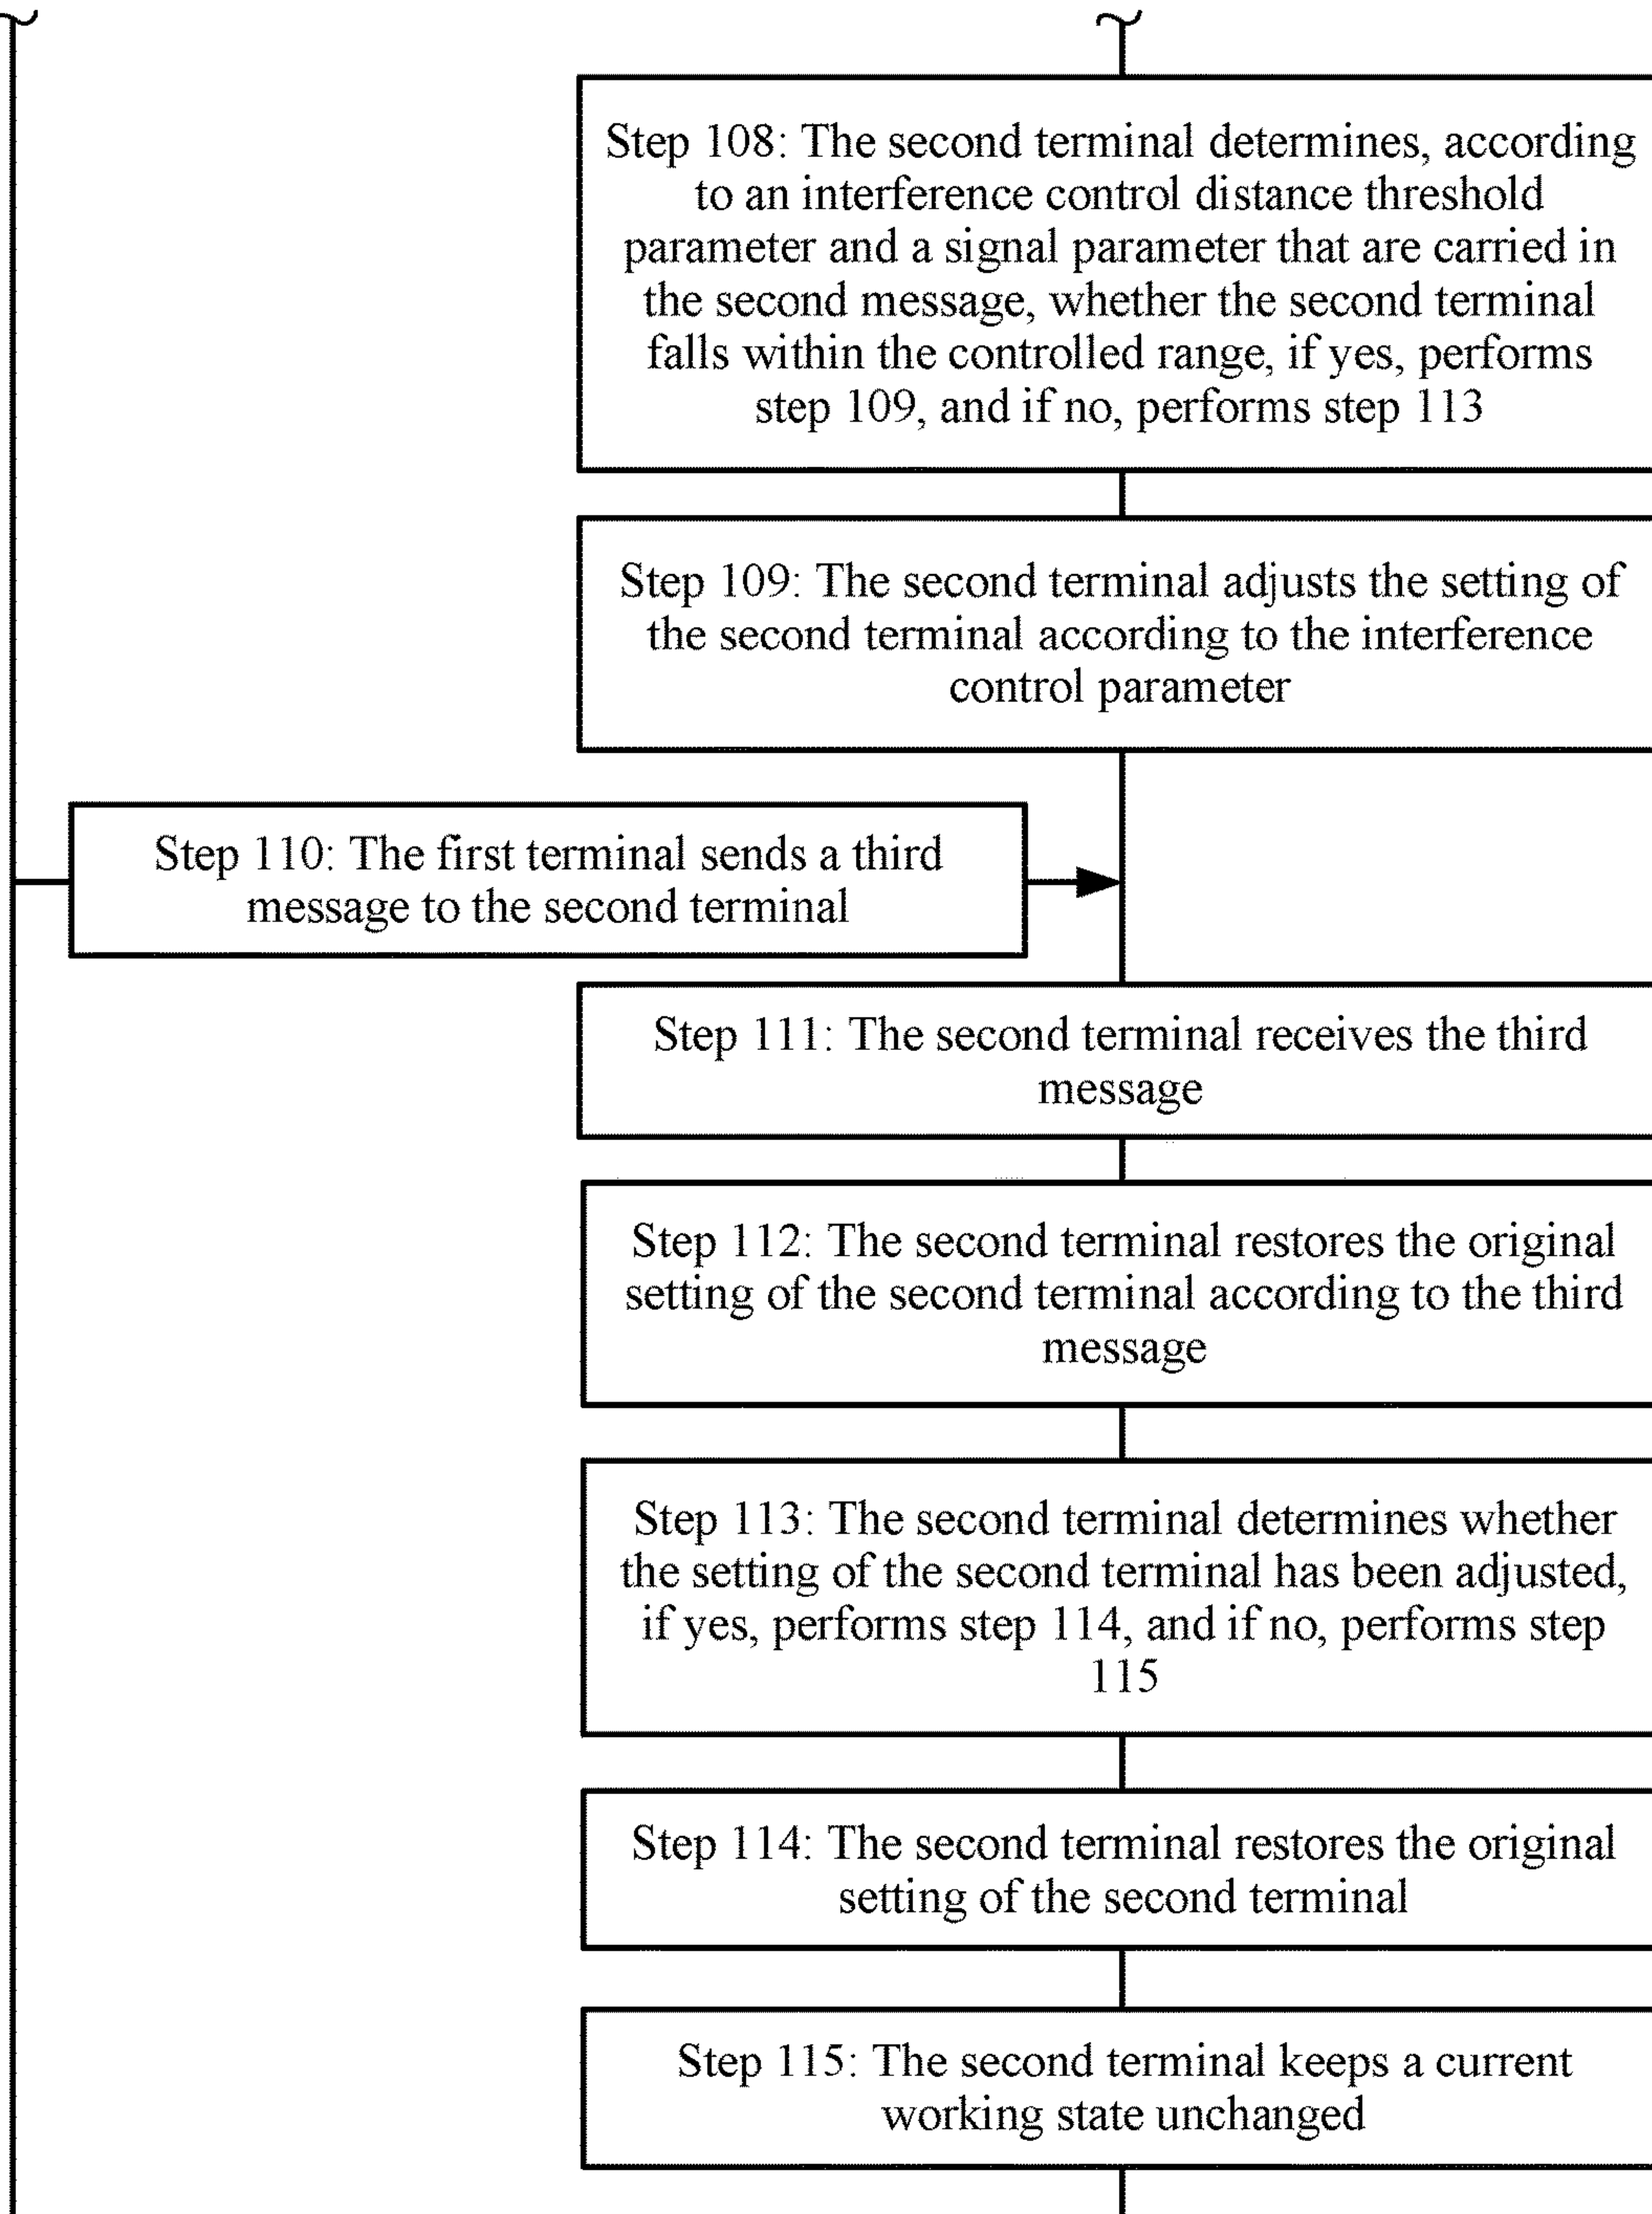 Step 108: The second terminal determines, according
to an interference control distance threshold
parameter and a signal parameter that are carried in
the second message, whether the second terminal
falls within the controlled range, if yes, performs
step 109, and if no, performs step 113
Step 109: The second terminal adjusts the setting of
the second terminal according to the interference
control parameter
Step 110: The first terminal sends a third
message to the second terminal
Step 111: The second terminal receives the third
message
Step 112: The second terminal restores the original
setting of the second terminal according to the third
message
Step 113: The second terminal determines whether
the setting of the second terminal has been adjusted,
if yes, performs step 114, and if no, performs step
115
Step 114: The second terminal restores the original
setting of the second terminal
Step 115: The second terminal keeps a current
working state unchanged